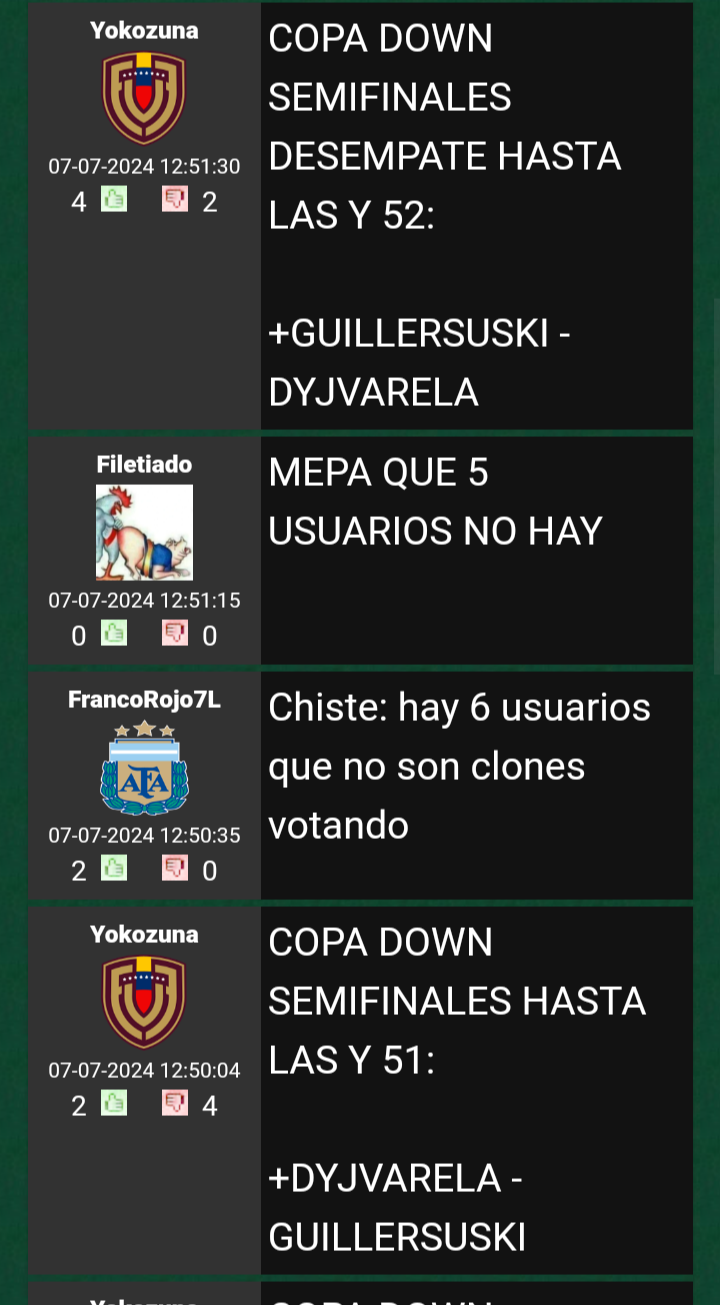 Yokozuna
07-07-2024 12:51:30
4 2
COPA DOWN
SEMIFINALES
DESEMPATE HASTA
LAS Y 52:
+GUILLERSUSKI -
DYJVARELA
Filetiado
07-07-2024 12:51:15
0 0
MEPA QUE 5
USUARIOS NO HAY
FrancoRojo7L
AFA
07-07-2024 12:50:35
2 0
Chiste: hay 6 usuarios
que no son clones
votando
Yokozuna
07-07-2024 12:50:04
2 4
COPA DOWN
SEMIFINALES HASTA
LAS Y 51:
+DYJVARELA -
GUILLERSUSKI